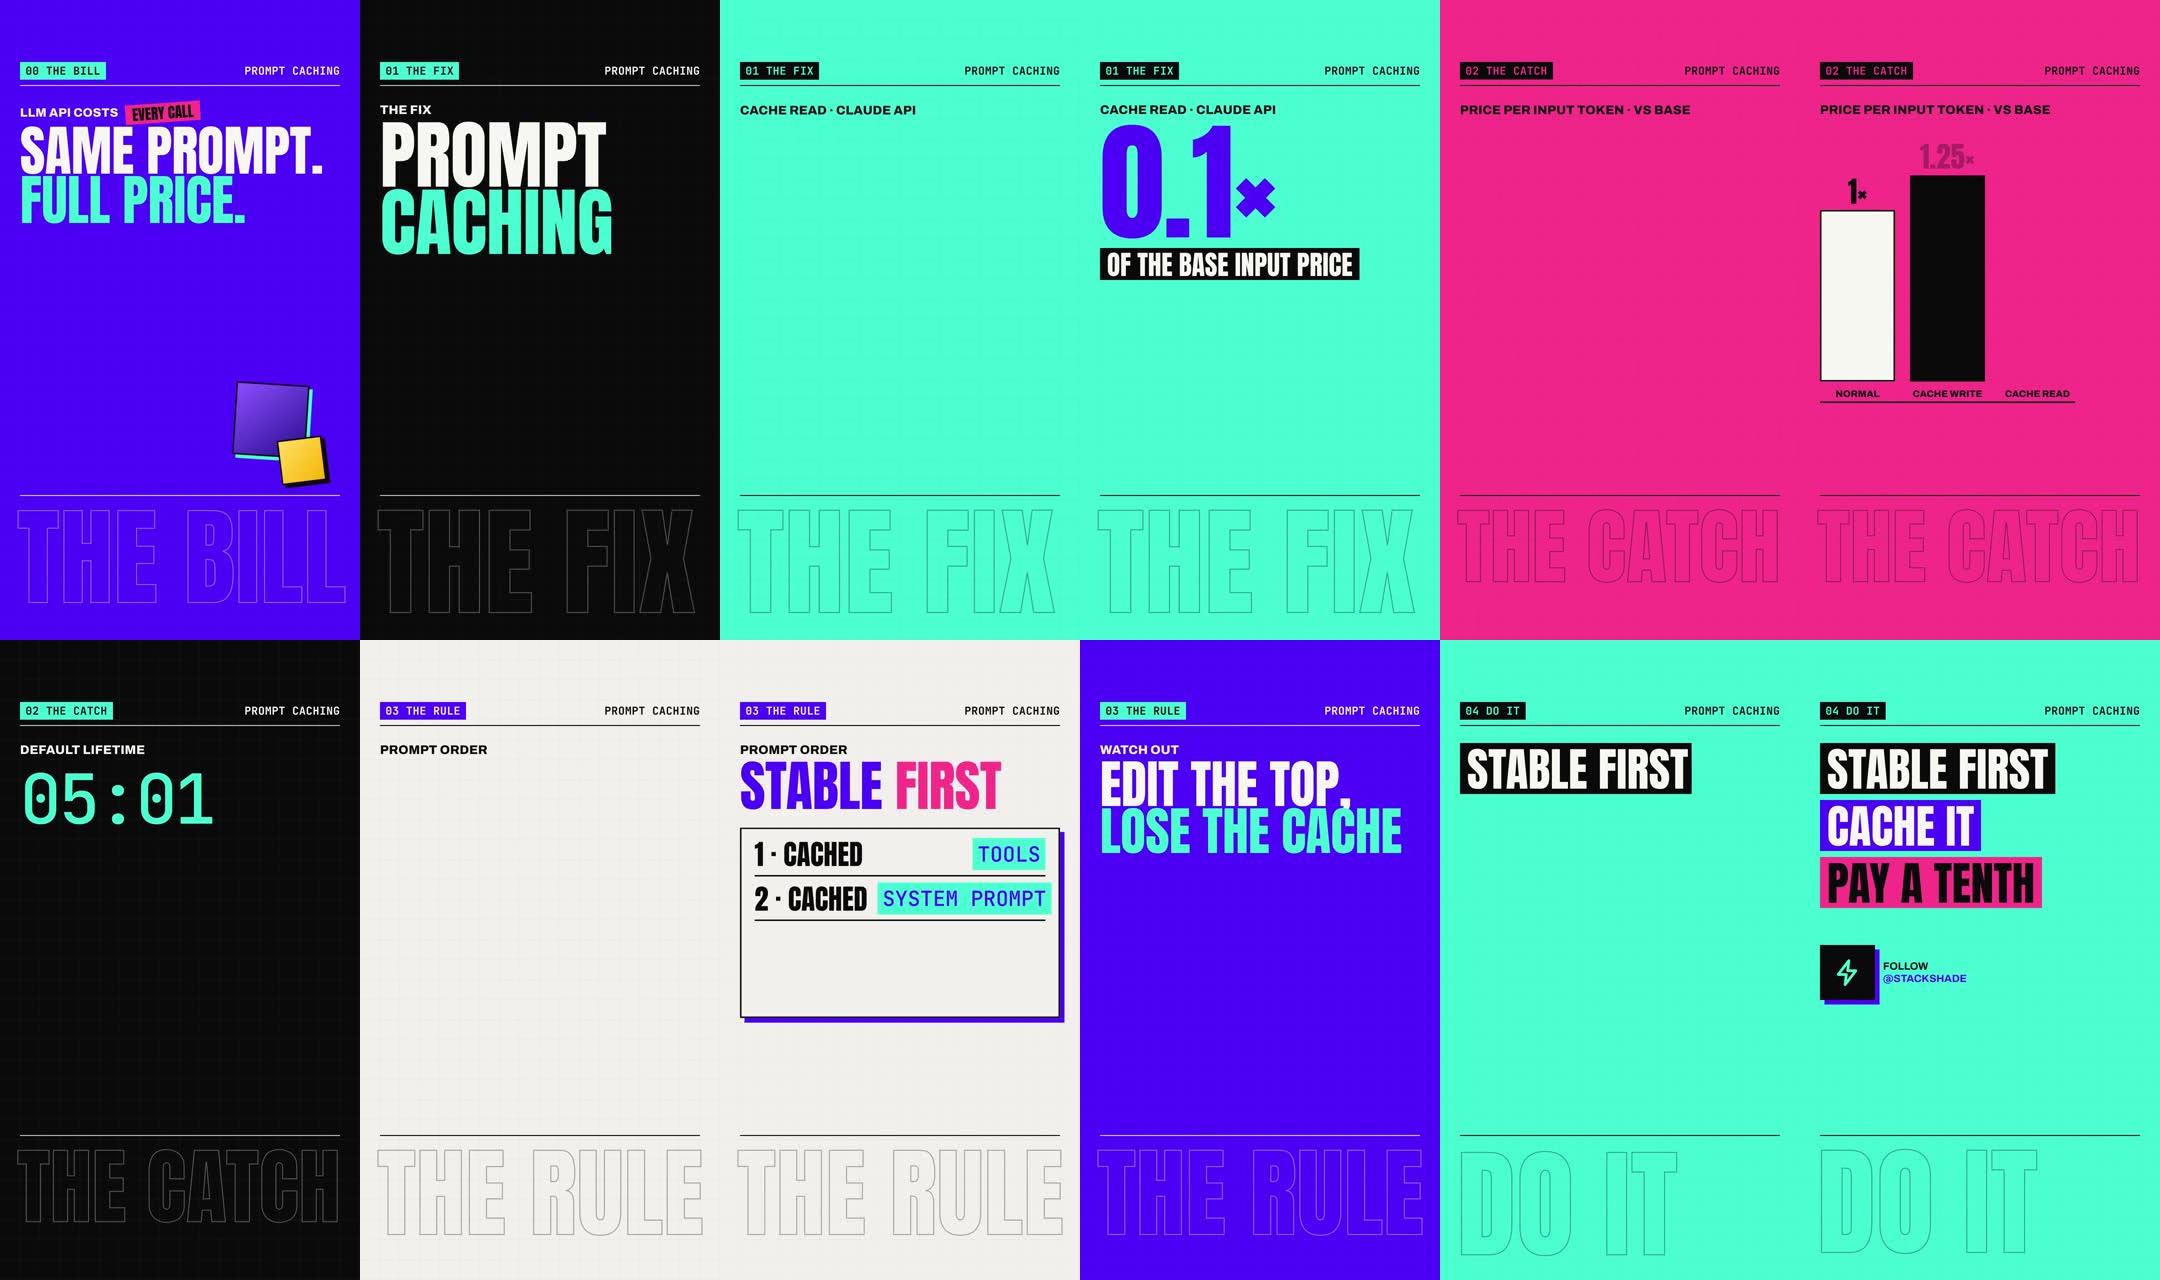 00 THE BILL
PROMPT CACHING
LLM API COSTS EVERY CALL
SAME PROMPT.
FULL PRICE.
THE BILL
01 THE FIX
PROMPT CACHING
THE FIX
PROMPT
CACHING
THE FIX
01 THE FIX
PROMPT CACHING
CACHE READ · CLAUDE API
THE FIX
01 THE FIX
PROMPT CACHING
CACHE READ · CLAUDE API
0.1×
OF THE BASE INPUT PRICE
THE FIX
02 THE CATCH
PROMPT CACHING
PRICE PER INPUT TOKEN · VS BASE
THE CATCH
02 THE CATCH
PROMPT CACHING
PRICE PER INPUT TOKEN · VS BASE
1.25×
1×
NORMAL
CACHE WRITE
CACHE READ
THE CATCH
02 THE CATCH
PROMPT CACHING
DEFAULT LIFETIME
05:01
THE CATCH
03 THE RULE
PROMPT CACHING
PROMPT ORDER
THE RULE
03 THE RULE
PROMPT CACHING
PROMPT ORDER
STABLE FIRST
1 · CACHED TOOLS
2 · CACHED SYSTEM PROMPT
THE RULE
03 THE RULE
PROMPT CACHING
WATCH OUT
EDIT THE TOP,
LOSE THE CACHE
THE RULE
04 DO IT
PROMPT CACHING
STABLE FIRST
DO IT
04 DO IT
PROMPT CACHING
STABLE FIRST
CACHE IT
PAY A TENTH
FOLLOW
@STACKSHADE
DO IT